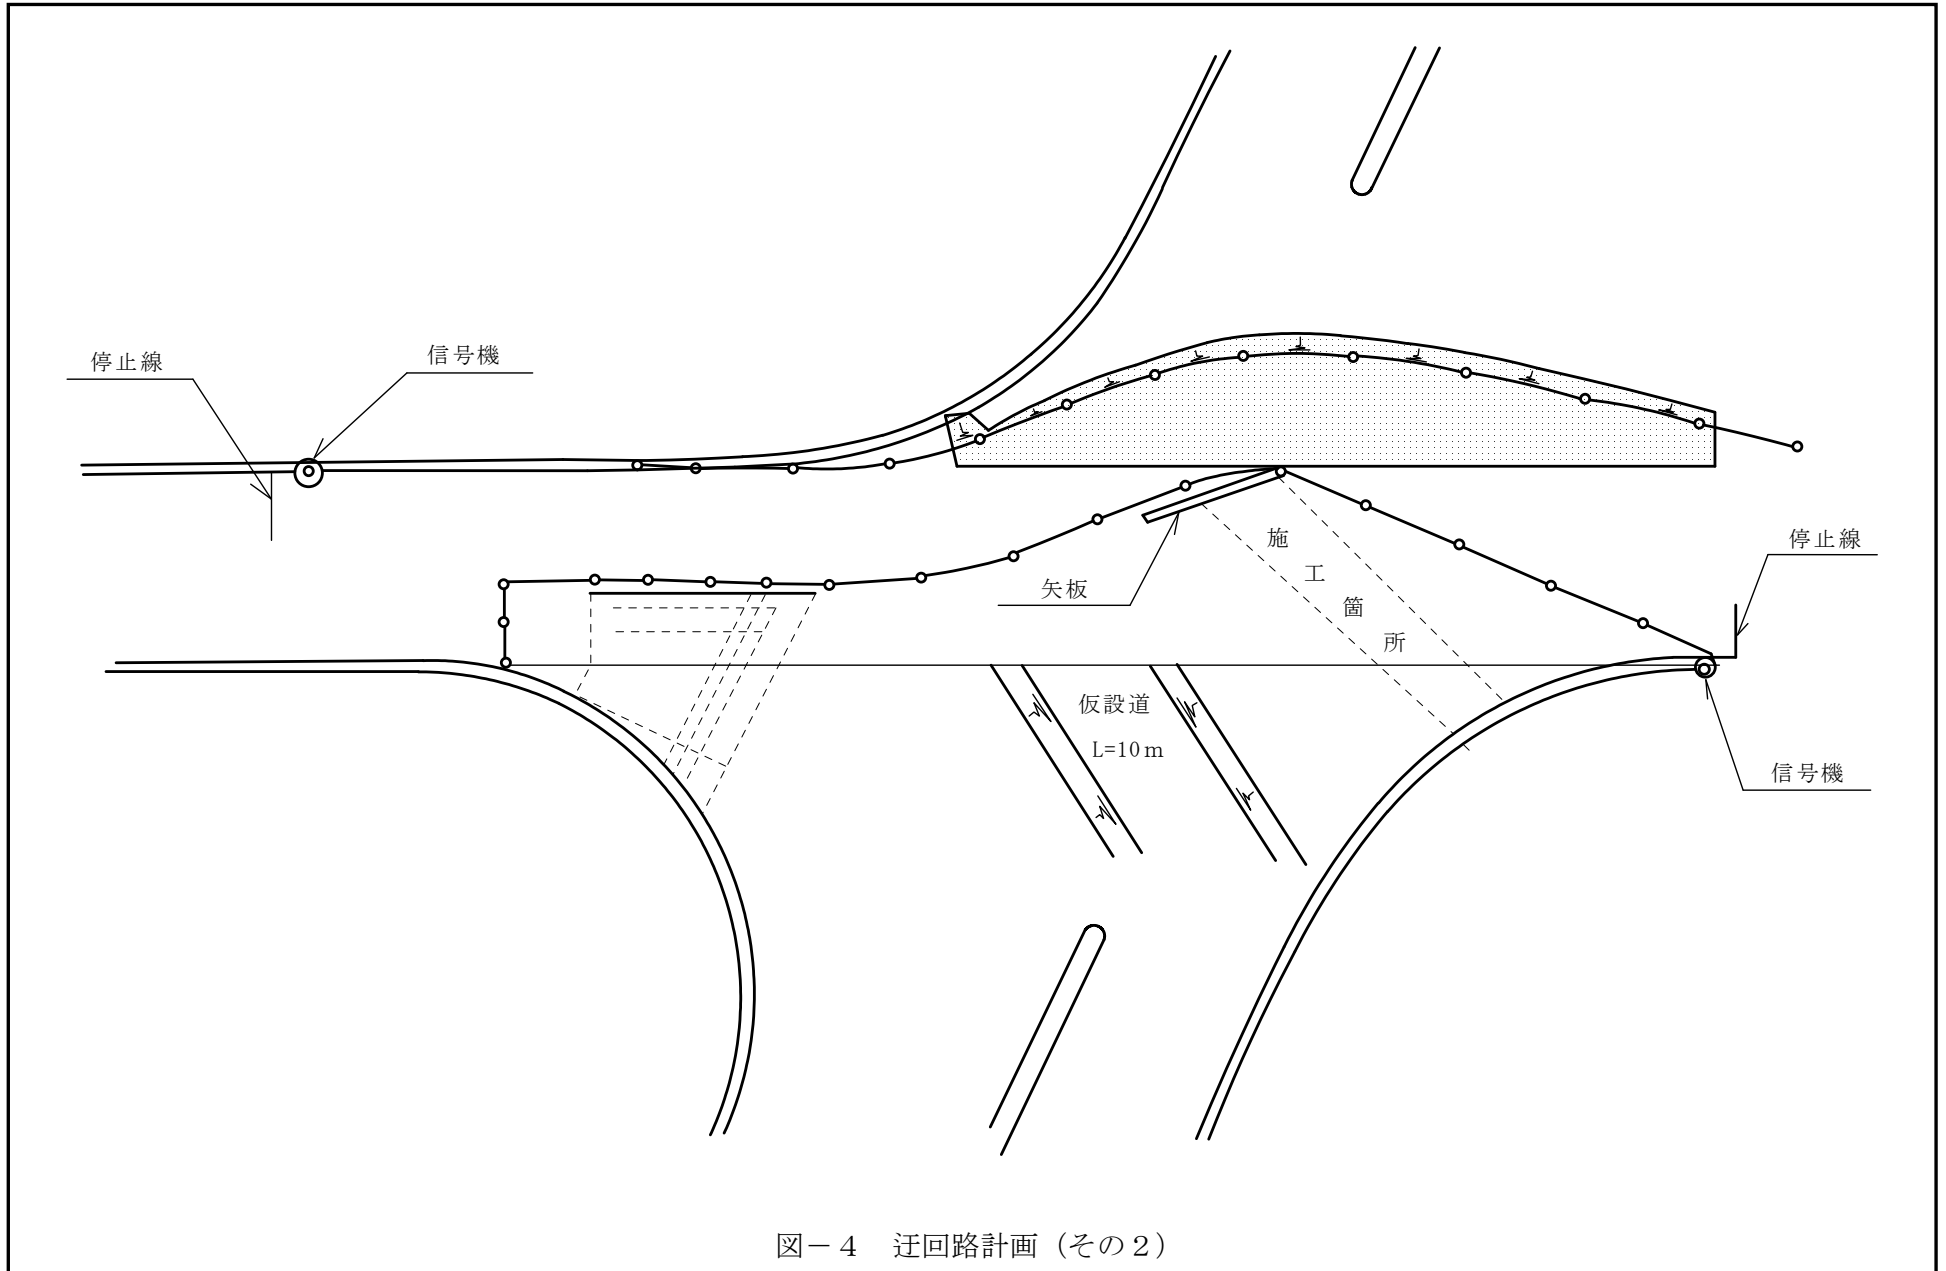 停止線
信号機
停止線
矢板
施
工
箇
所
仮設道
L=10m
信号機
図－４　迂回路計画（その２）